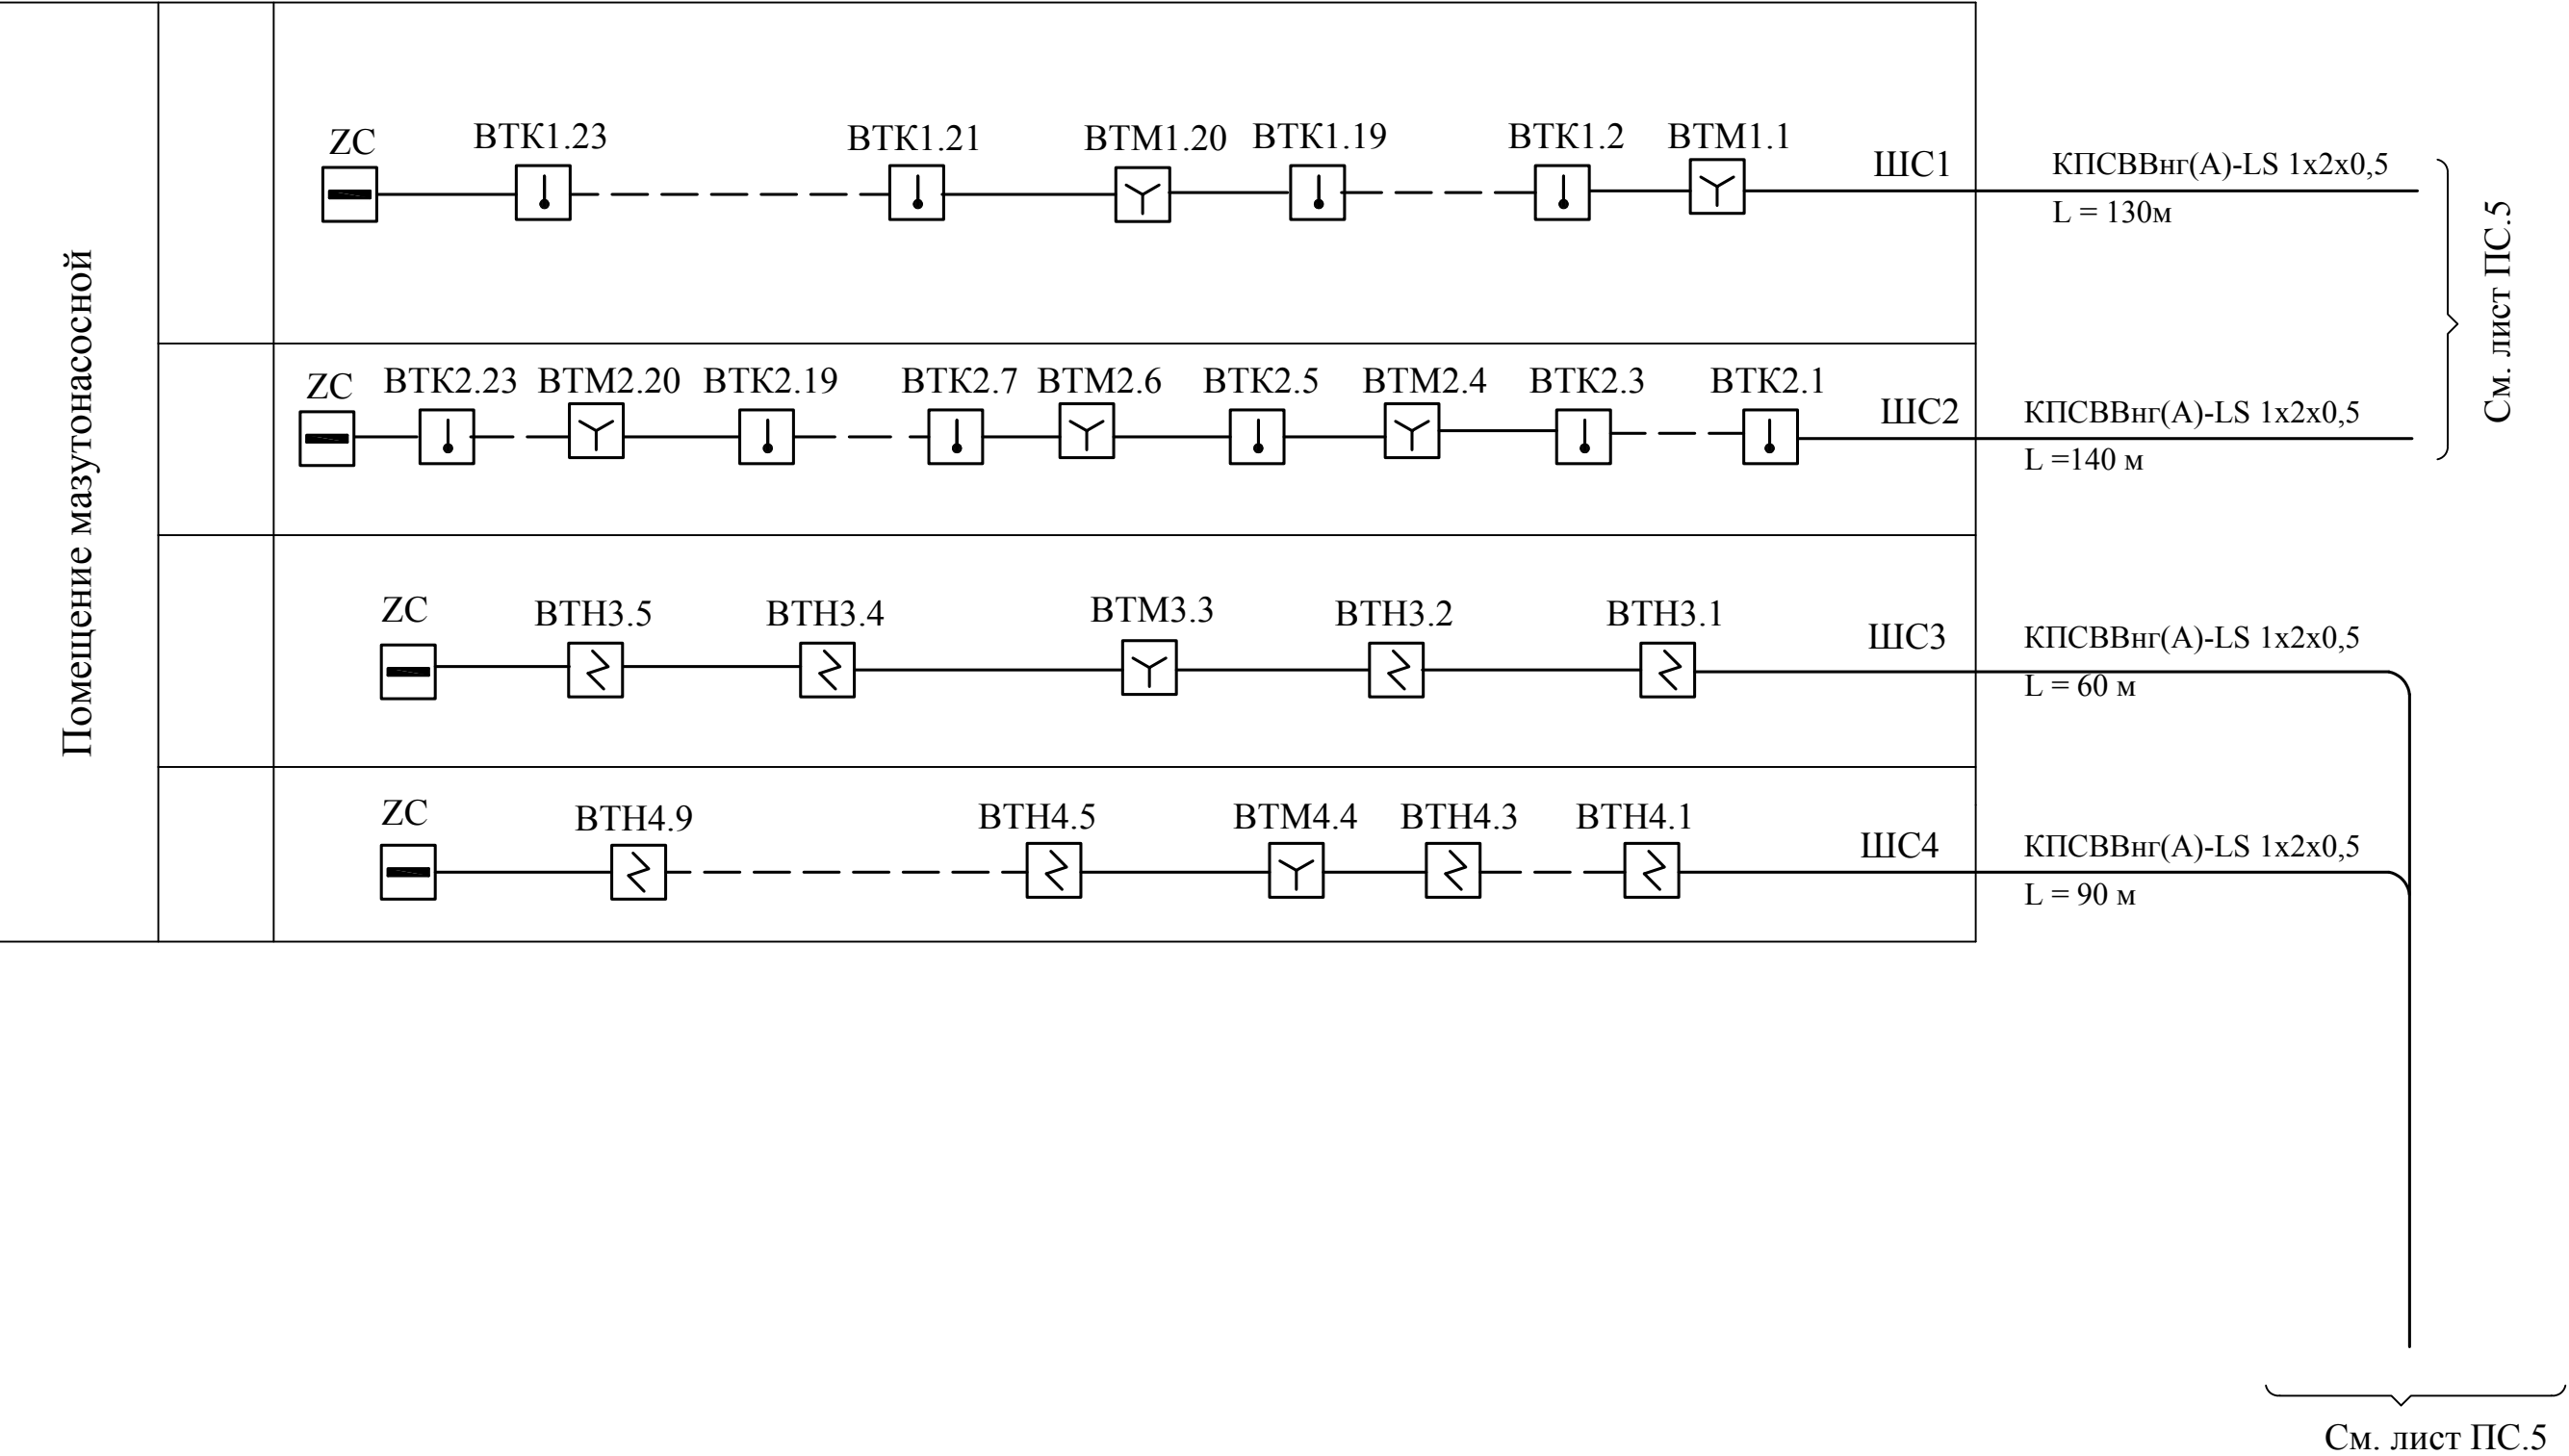 Помещение мазутонасосной
ZC ВТК1.23 ВТК1.21 ВТМ1.20 ВТК1.19 ВТК1.2 ВТМ1.1 ШС1 КПСВВнг(А)-LS 1x2x0,5
L = 130м
ZC ВТК2.23 ВТМ2.20 ВТК2.19 ВТК2.7 ВТМ2.6 ВТК2.5 ВТМ2.4 ВТК2.3 ВТК2.1 ШС2 КПСВВнг(А)-LS 1x2x0,5
L =140 м
См. лист ПС.5
ZC ВТН3.5 ВТН3.4 ВТМ3.3 ВТН3.2 ВТН3.1 ШС3 КПСВВнг(А)-LS 1x2x0,5
L = 60 м
ZC ВТН4.9 ВТН4.5 ВТМ4.4 ВТН4.3 ВТН4.1 ШС4 КПСВВнг(А)-LS 1x2x0,5
L = 90 м
См. лист ПС.5